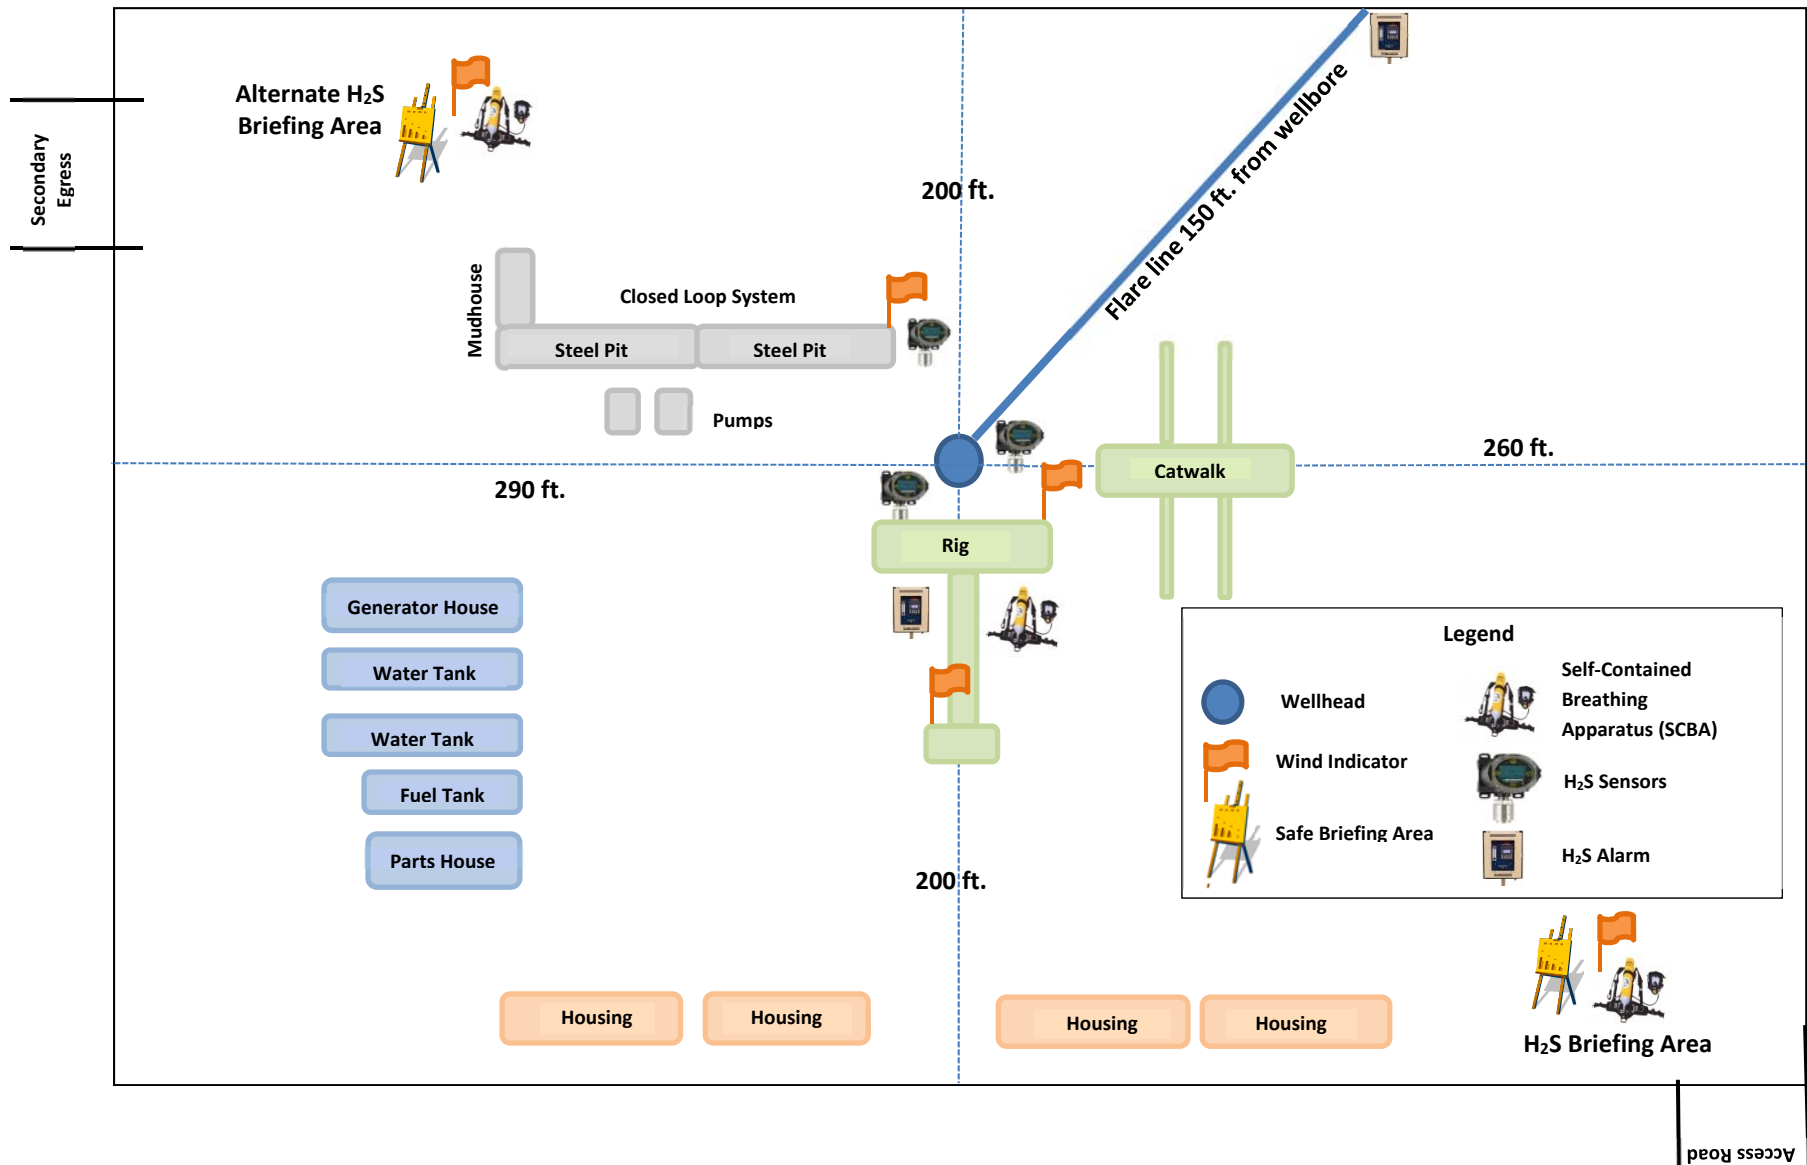 Alternate H₂S
Briefing Area
Secondary
Egress
200 ft.
Flare line 150 ft. from wellbore
Mudhouse
Closed Loop System
Steel Pit
Steel Pit
Pumps
290 ft.
260 ft.
Catwalk
Rig
Generator House
Water Tank
Water Tank
Fuel Tank
Parts House
200 ft.
Legend
Wellhead
Self-Contained
Breathing
Apparatus (SCBA)
Wind Indicator
H₂S Sensors
Safe Briefing Area
H₂S Alarm
Housing
Housing
Housing
Housing
H₂S Briefing Area
Access Road